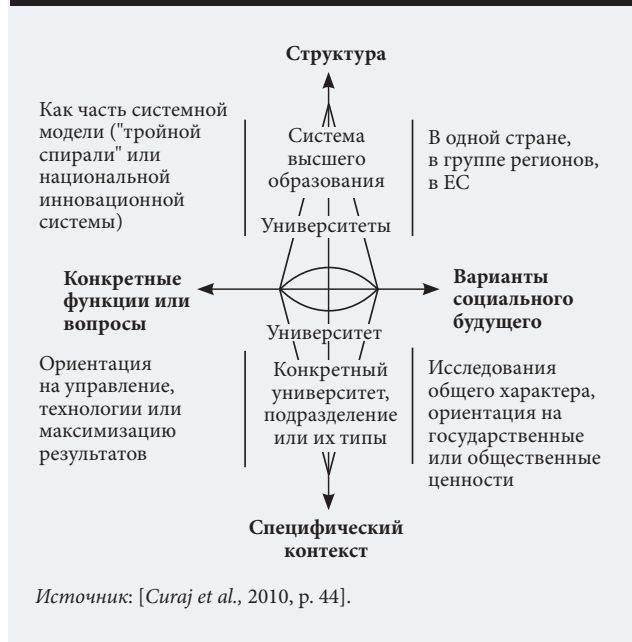 Структура
Как часть системной
модели ("тройной
спирали" или
национальной
инновационной
системы)
Система
высшего
образования
Университеты
В одной стране,
в группе регионов,
в ЕС
Конкретные
функции или
вопросы
Варианты
социального
будущего
Университет
Ориентация
на управление,
технологии или
максимизацию
результатов
Конкретный
университет,
подразделение
или их типы
Исследования
общего характера,
ориентация на
государственные
или общественные
ценности
Специфический
контекст
Источник: [Curaj et al., 2010, p. 44].